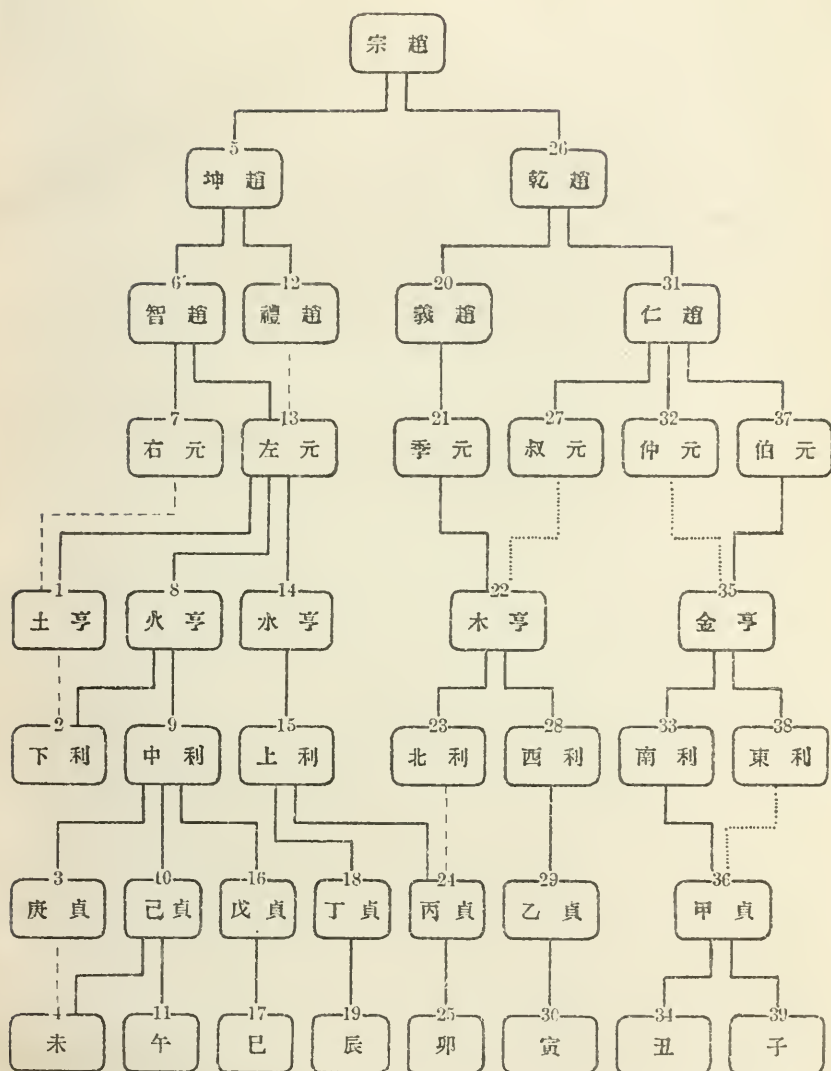 趙宗
26 5
趙乾 趙坤
31 20 12 6
趙仁 趙義 趙禮 趙智
37 32 27 21 13 7
元伯 元仲 元叔 元季 元左 元右
35 22 14 8 1
亨金 亨木 亨水 亨火 亨土
38 33 28 23 15 9 2
利東 利南 利西 利北 利上 利中 利下
36 29 24 18 16 10 3
貞甲 貞乙 貞丙 貞丁 貞戊 貞己 貞庚
39 34 30 25 19 17 11 4
子 丑 寅 卯 辰 巳 午 未